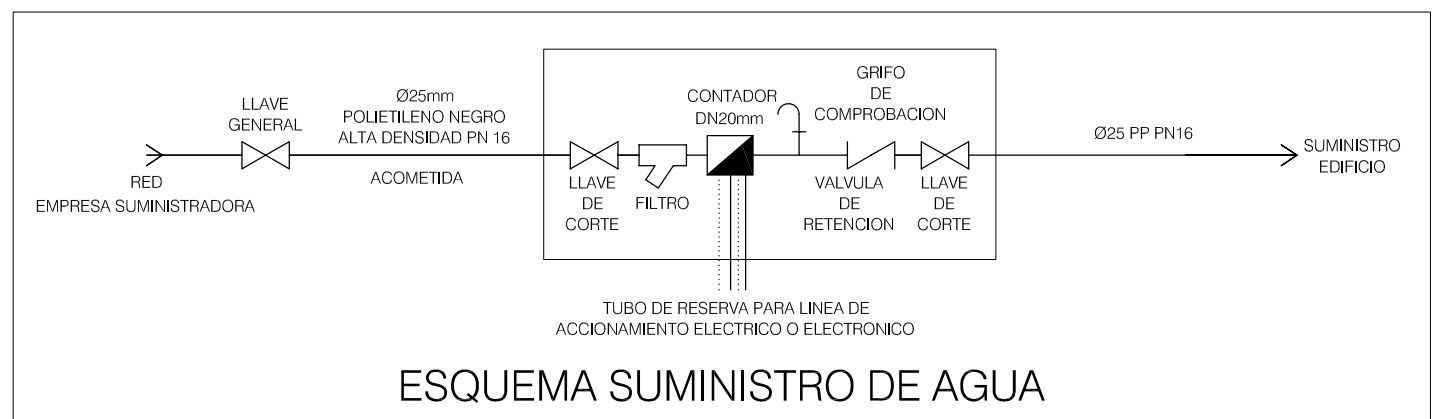 LLAVE
GENERAL
Ø25mm
POLIETILENO NEGRO
ALTA DENSIDAD PN 16
ACOMETIDA
RED
EMPRESA SUMINISTRADORA
LLAVE
DE
CORTE
FILTRO
CONTADOR
DN20mm
GRIFO
DE
COMPROBACION
VALVULA
DE
RETENCION
LLAVE
DE
CORTE
Ø25 PP PN16
SUMINISTRO
EDIFICIO
TUBO DE RESERVA PARA LINEA DE
ACCIONAMIENTO ELECTRICO O ELECTRONICO
ESQUEMA SUMINISTRO DE AGUA